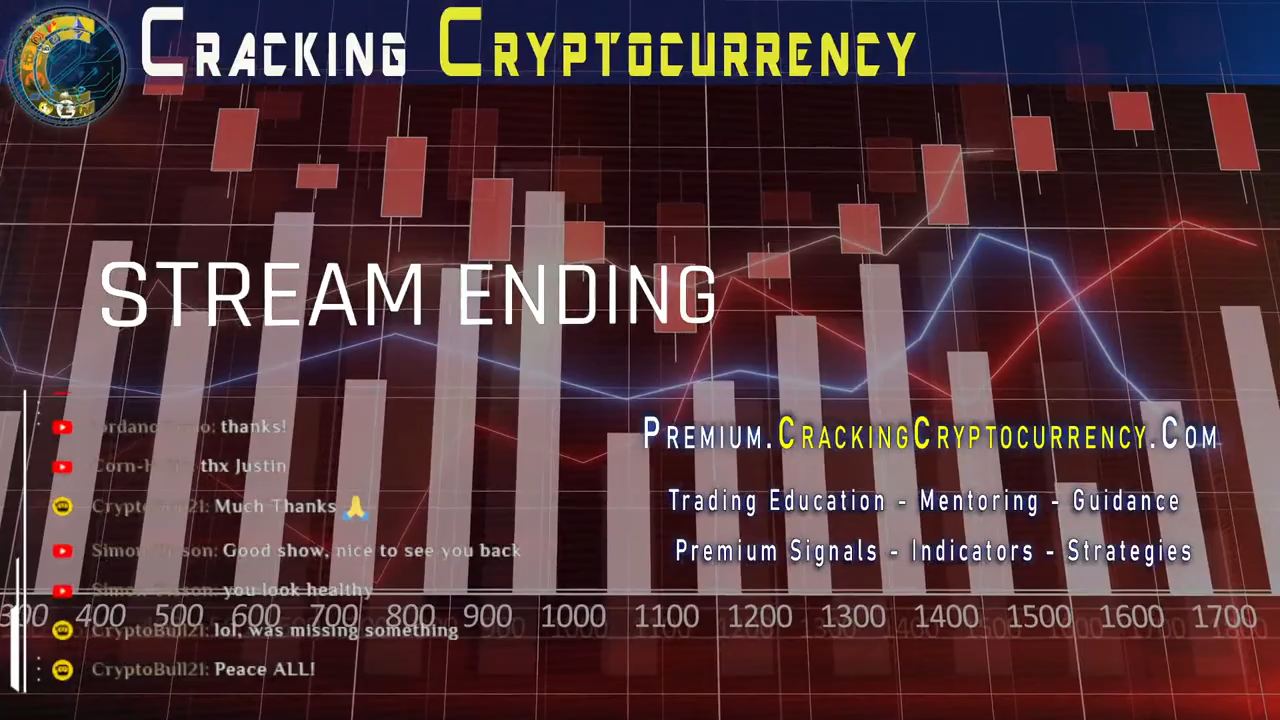 CRACKING CRYPTOCURRENCY
STREAM ENDING
thanks!
thx Justin
CryptoBull21: Much Thanks 🙏
Good show, nice to see you back
you look healthy
CryptoBull21: lol, was missing something
CryptoBull21: Peace ALL!
PREMIUM.CRACKINGCRYPTOCURRENCY.COM
Trading Education - Mentoring - Guidance
Premium Signals - Indicators - Strategies
300 400 500 600 700 800 900 1000 1100 1200 1300 1400 1500 1600 1700